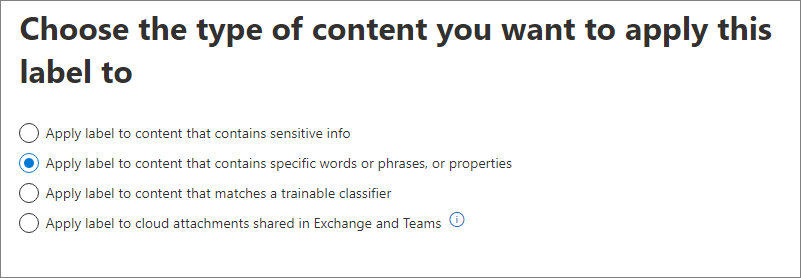 Choose the type of content you want to apply this
label to
Apply label to content that contains sensitive info
Apply label to content that contains specific words or phrases, or properties
Apply label to content that matches a trainable classifier
Apply label to cloud attachments shared in Exchange and Teams